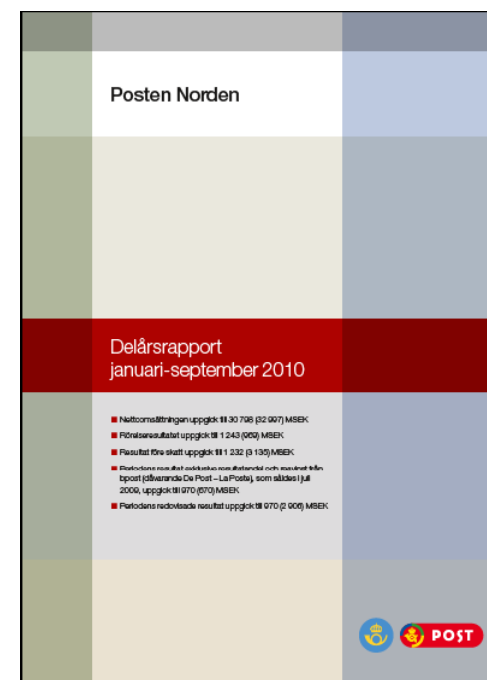 Posten Norden
Delårsrapport
januari-september 2010
Nettoomsättningen uppgick till 30 798 (32 997) MSEK
Rörelseresultatet uppgick till 1 243 (969) MSEK
Resultat före skatt uppgick till 1 232 (3 135) MSEK
Periodens resultat exklusive resultatandel och reavinst från
bpost (dåvarande De Post – La Poste), som såldes i juli
2009, uppgick till 970 (670) MSEK
Periodens redovisade resultat uppgick till 970 (2 906) MSEK
POST